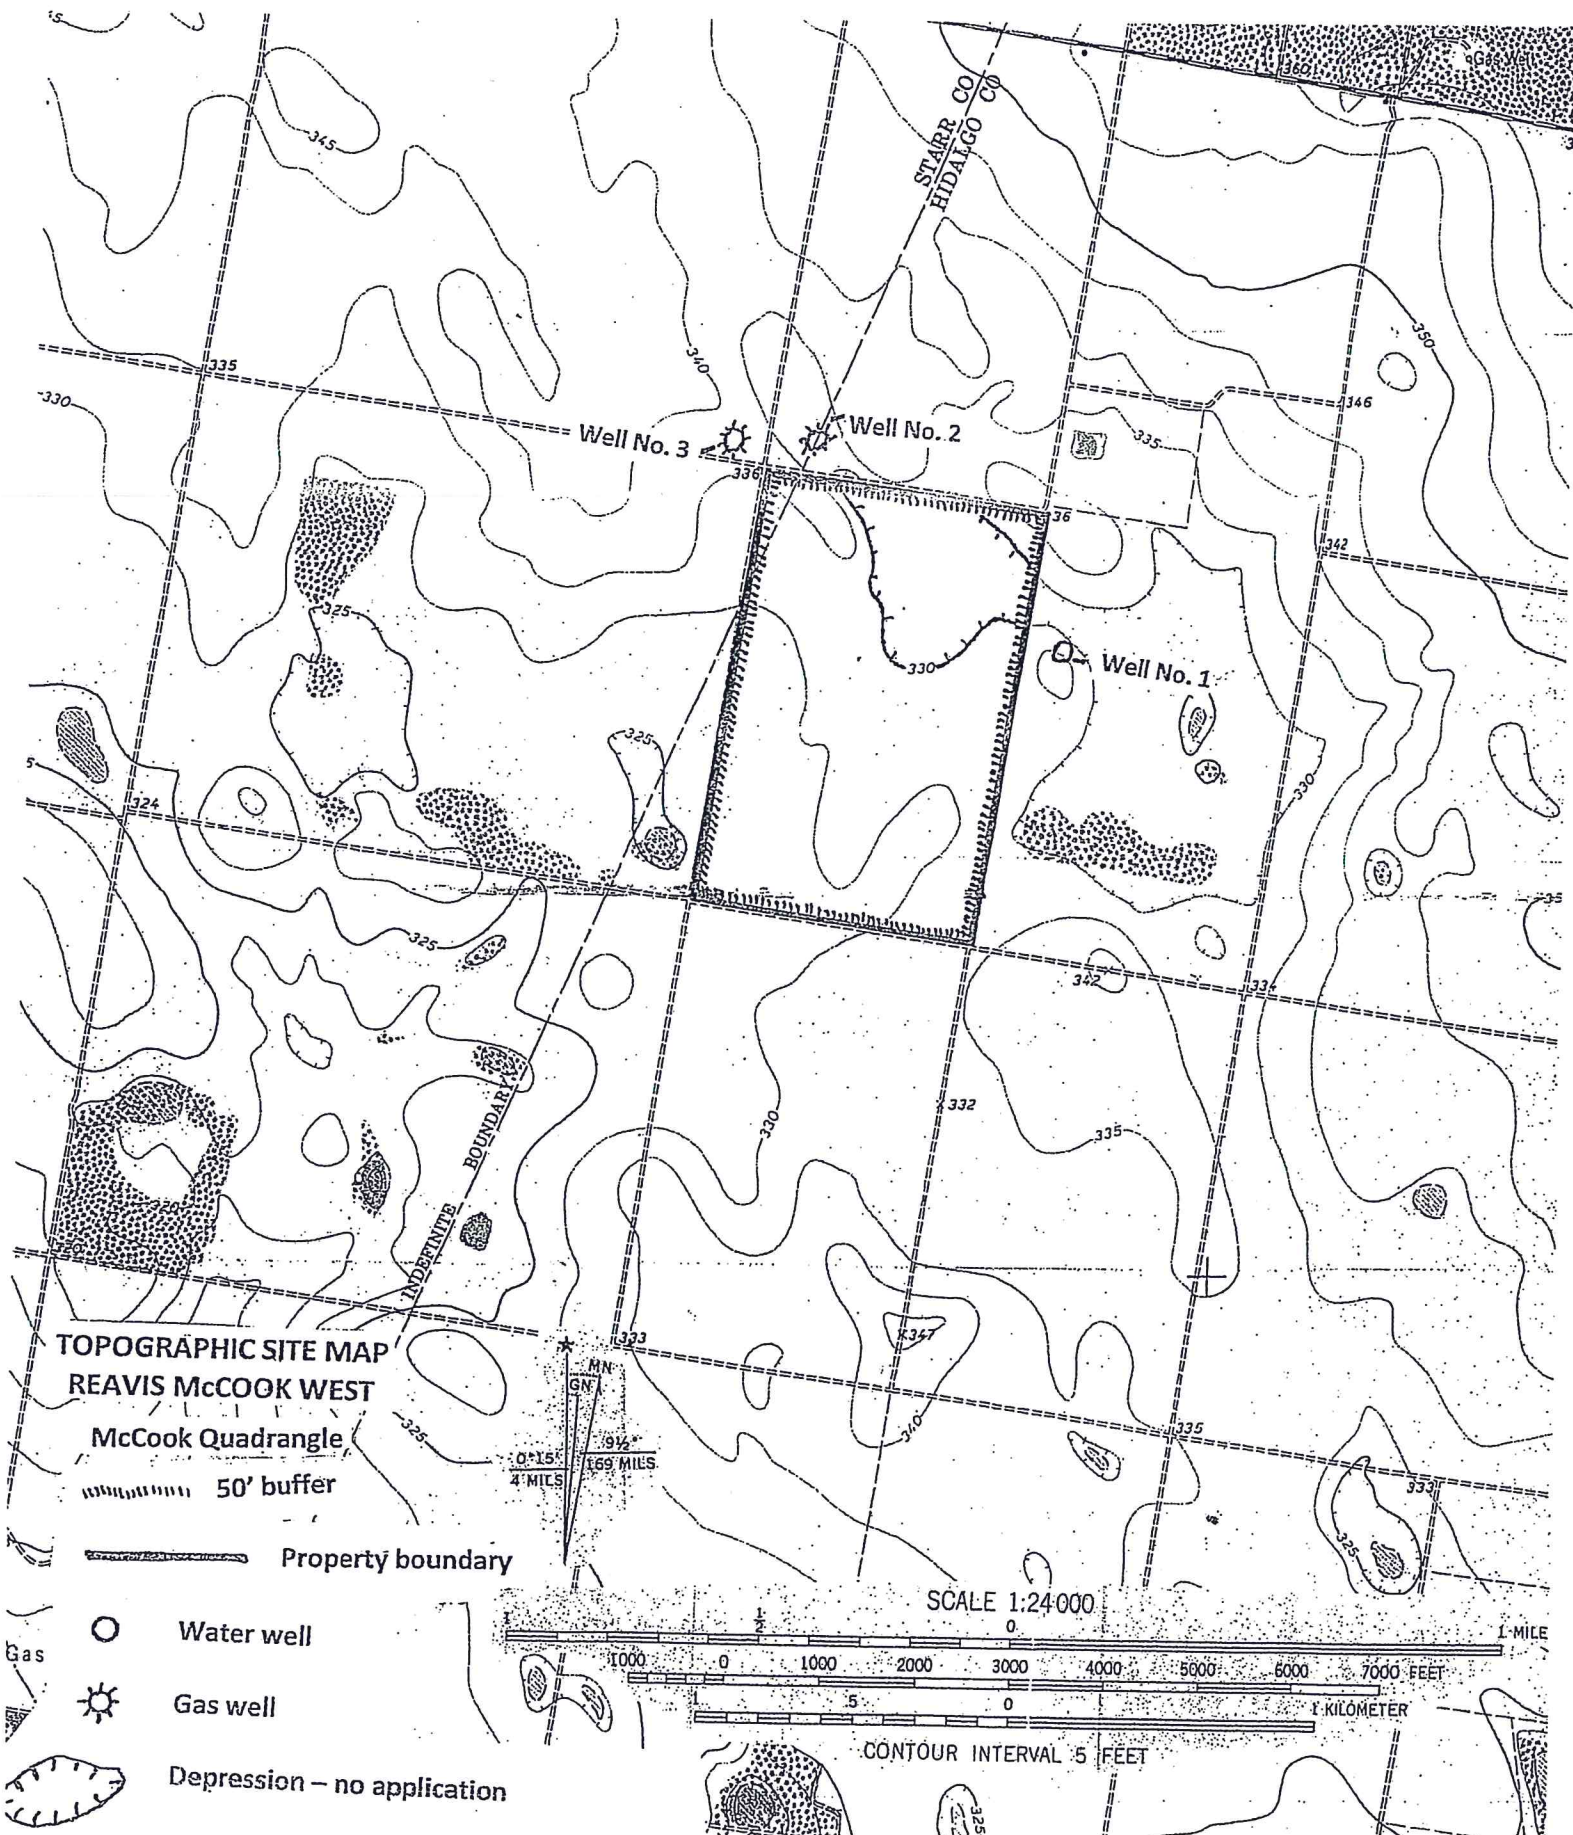 345
STARR CO
HIDALGO CO
360
Gas Well
335
330
340
350
346
Well No. 3
Well No. 2
335
336
36
342
325
330
Well No. 1
325
330
324
325
342
334
332
330
335
BOUNDARY
INDEFINITE
320
TOPOGRAPHIC SITE MAP
REAVIS McCOOK WEST
McCook Quadrangle
50' buffer
Property boundary
Water well
Gas well
Depression – no application
Gas
325
333
347
340
335
333
325
MN
GN
0°15'
4 MILS
9½°
169 MILS
SCALE 1:24 000
1 ½ 0 1 MILE
1000 0 1000 2000 3000 4000 5000 6000 7000 FEET
1 .5 0 1 KILOMETER
CONTOUR INTERVAL 5 FEET
325